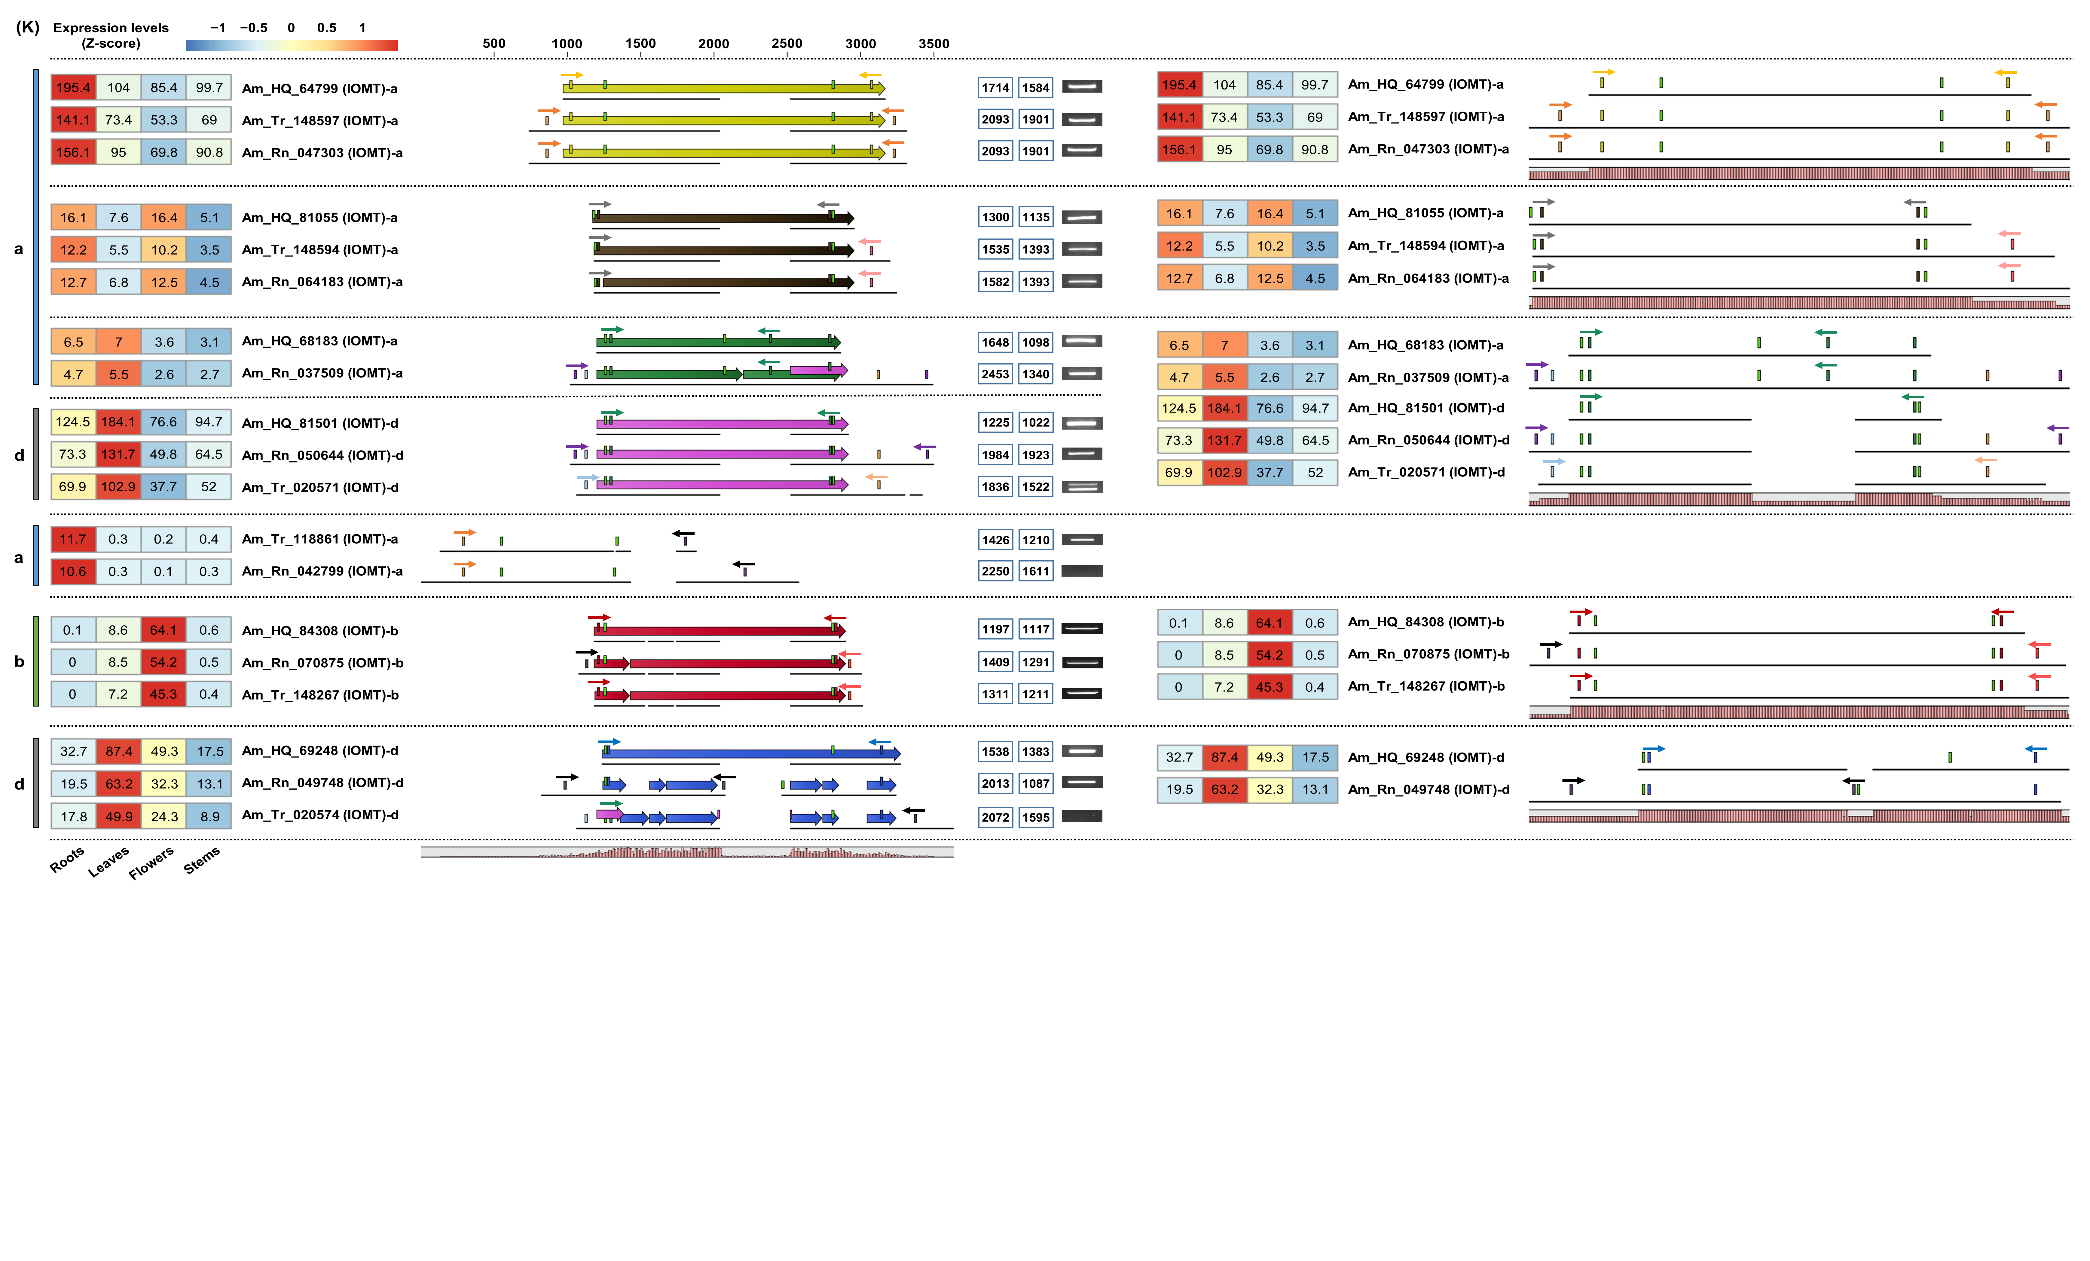 (K) Expression levels −1 −0.5 0 0.5 1
(Z-score)
500 1000 1500 2000 2500 3000 3500
195.4 104 85.4 99.7 Am_HQ_64799 (IOMT)-a 1714 1584 195.4 104 85.4 99.7 Am_HQ_64799 (IOMT)-a
141.1 73.4 53.3 69 Am_Tr_148597 (IOMT)-a 2093 1901 141.1 73.4 53.3 69 Am_Tr_148597 (IOMT)-a
156.1 95 69.8 90.8 Am_Rn_047303 (IOMT)-a 2093 1901 156.1 95 69.8 90.8 Am_Rn_047303 (IOMT)-a
16.1 7.6 16.4 5.1 Am_HQ_81055 (IOMT)-a 1300 1135 16.1 7.6 16.4 5.1 Am_HQ_81055 (IOMT)-a
a 12.2 5.5 10.2 3.5 Am_Tr_148594 (IOMT)-a 1535 1393 12.2 5.5 10.2 3.5 Am_Tr_148594 (IOMT)-a
12.7 6.8 12.5 4.5 Am_Rn_064183 (IOMT)-a 1582 1393 12.7 6.8 12.5 4.5 Am_Rn_064183 (IOMT)-a
6.5 7 3.6 3.1 Am_HQ_68183 (IOMT)-a 1648 1098 6.5 7 3.6 3.1 Am_HQ_68183 (IOMT)-a
4.7 5.5 2.6 2.7 Am_Rn_037509 (IOMT)-a 2453 1340 4.7 5.5 2.6 2.7 Am_Rn_037509 (IOMT)-a
124.5 184.1 76.6 94.7 Am_HQ_81501 (IOMT)-d 1225 1022 124.5 184.1 76.6 94.7 Am_HQ_81501 (IOMT)-d
d 73.3 131.7 49.8 64.5 Am_Rn_050644 (IOMT)-d 1984 1923 73.3 131.7 49.8 64.5 Am_Rn_050644 (IOMT)-d
69.9 102.9 37.7 52 Am_Tr_020571 (IOMT)-d 1836 1522 69.9 102.9 37.7 52 Am_Tr_020571 (IOMT)-d
11.7 0.3 0.2 0.4 Am_Tr_118861 (IOMT)-a 1426 1210
a
10.6 0.3 0.1 0.3 Am_Rn_042799 (IOMT)-a 2250 1611
0.1 8.6 64.1 0.6 Am_HQ_84308 (IOMT)-b 1197 1117 0.1 8.6 64.1 0.6 Am_HQ_84308 (IOMT)-b
b 0 8.5 54.2 0.5 Am_Rn_070875 (IOMT)-b 1409 1291 0 8.5 54.2 0.5 Am_Rn_070875 (IOMT)-b
0 7.2 45.3 0.4 Am_Tr_148267 (IOMT)-b 1311 1211 0 7.2 45.3 0.4 Am_Tr_148267 (IOMT)-b
32.7 87.4 49.3 17.5 Am_HQ_69248 (IOMT)-d 1538 1383 32.7 87.4 49.3 17.5 Am_HQ_69248 (IOMT)-d
d 19.5 63.2 32.3 13.1 Am_Rn_049748 (IOMT)-d 2013 1087 19.5 63.2 32.3 13.1 Am_Rn_049748 (IOMT)-d
17.8 49.9 24.3 8.9 Am_Tr_020574 (IOMT)-d 2072 1595
Roots Leaves Flowers Stems